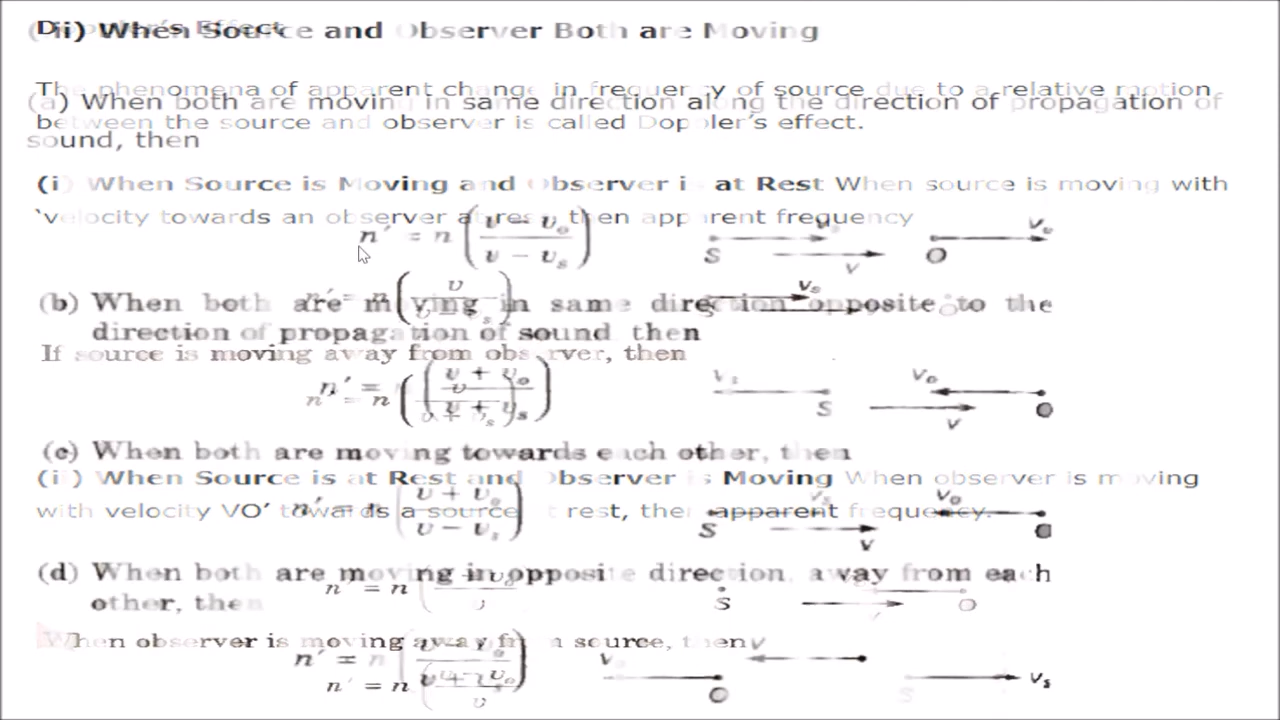 Doppler's Effect
(ii) When Source and Observer Both are Moving
The phenomena of apparent change in frequency of source due to a relative motion
(a) When both are moving in same direction along the direction of propagation of
between the source and observer is called Doppler's effect.
sound, then
(i) When Source is Moving and Observer is at Rest When source is moving with
'velocity towards an observer at rest, then apparent frequency
n' = n ( υ − υo / υ − υs )
S
v
O
vo
(b) When both are moving in same direction opposite to the
direction of propagation of sound then
If source is moving away from observer, then
n' =
vo
S
v
O
(c) When both are moving towards each other, then
(ii) When Source is at Rest and Observer is Moving When observer is moving
with velocity VO' towards a source at rest, then apparent frequency.
n' = n ( υ + υo / υ − υs )
S
v
vo
(d) When both are moving in opposite direction, away from each
other, then
n' = n
S
O
When observer is moving away from source, then
v
n' = n
n' = n
O
S
vs